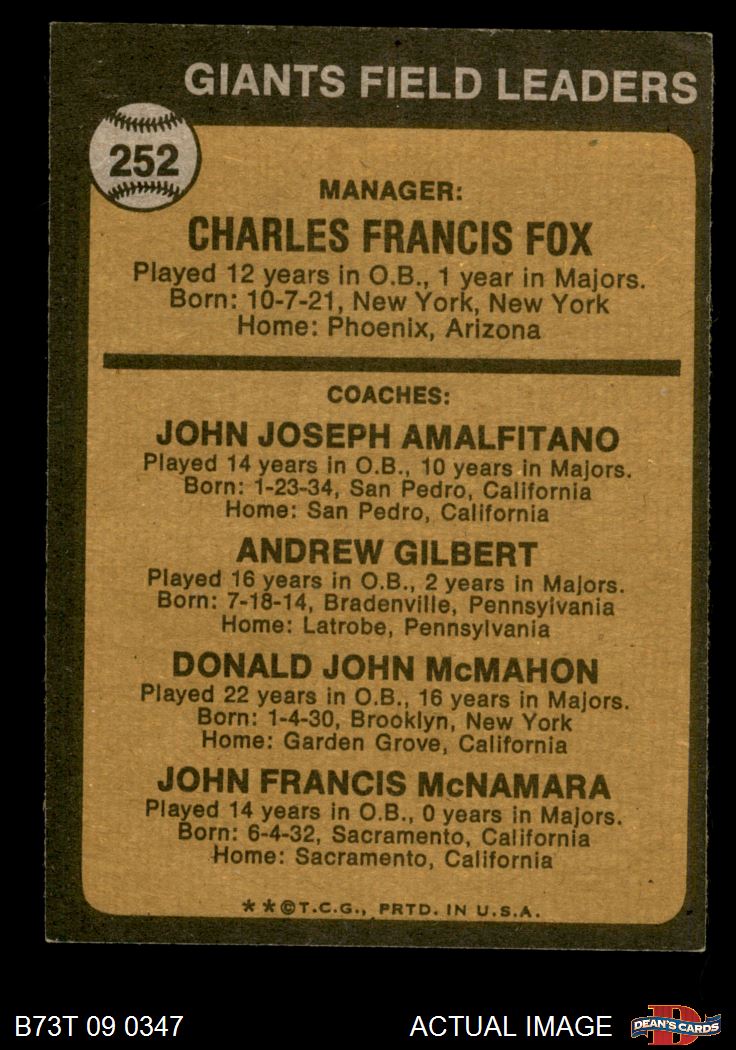 GIANTS FIELD LEADERS
252
MANAGER:
CHARLES FRANCIS FOX
Played 12 years in O.B., 1 year in Majors.
Born: 10-7-21, New York, New York
Home: Phoenix, Arizona
COACHES:
JOHN JOSEPH AMALFITANO
Played 14 years in O.B., 10 years in Majors.
Born: 1-23-34, San Pedro, California
Home: San Pedro, California
ANDREW GILBERT
Played 16 years in O.B., 2 years in Majors.
Born: 7-18-14, Bradenville, Pennsylvania
Home: Latrobe, Pennsylvania
DONALD JOHN McMAHON
Played 22 years in O.B., 16 years in Majors.
Born: 1-4-30, Brooklyn, New York
Home: Garden Grove, California
JOHN FRANCIS McNAMARA
Played 14 years in O.B., 0 years in Majors.
Born: 6-4-32, Sacramento, California
Home: Sacramento, California
**©T.C.G., PRTD. IN U.S.A.
B73T 09 0347 ACTUAL IMAGE
D
DEAN'S CARDS